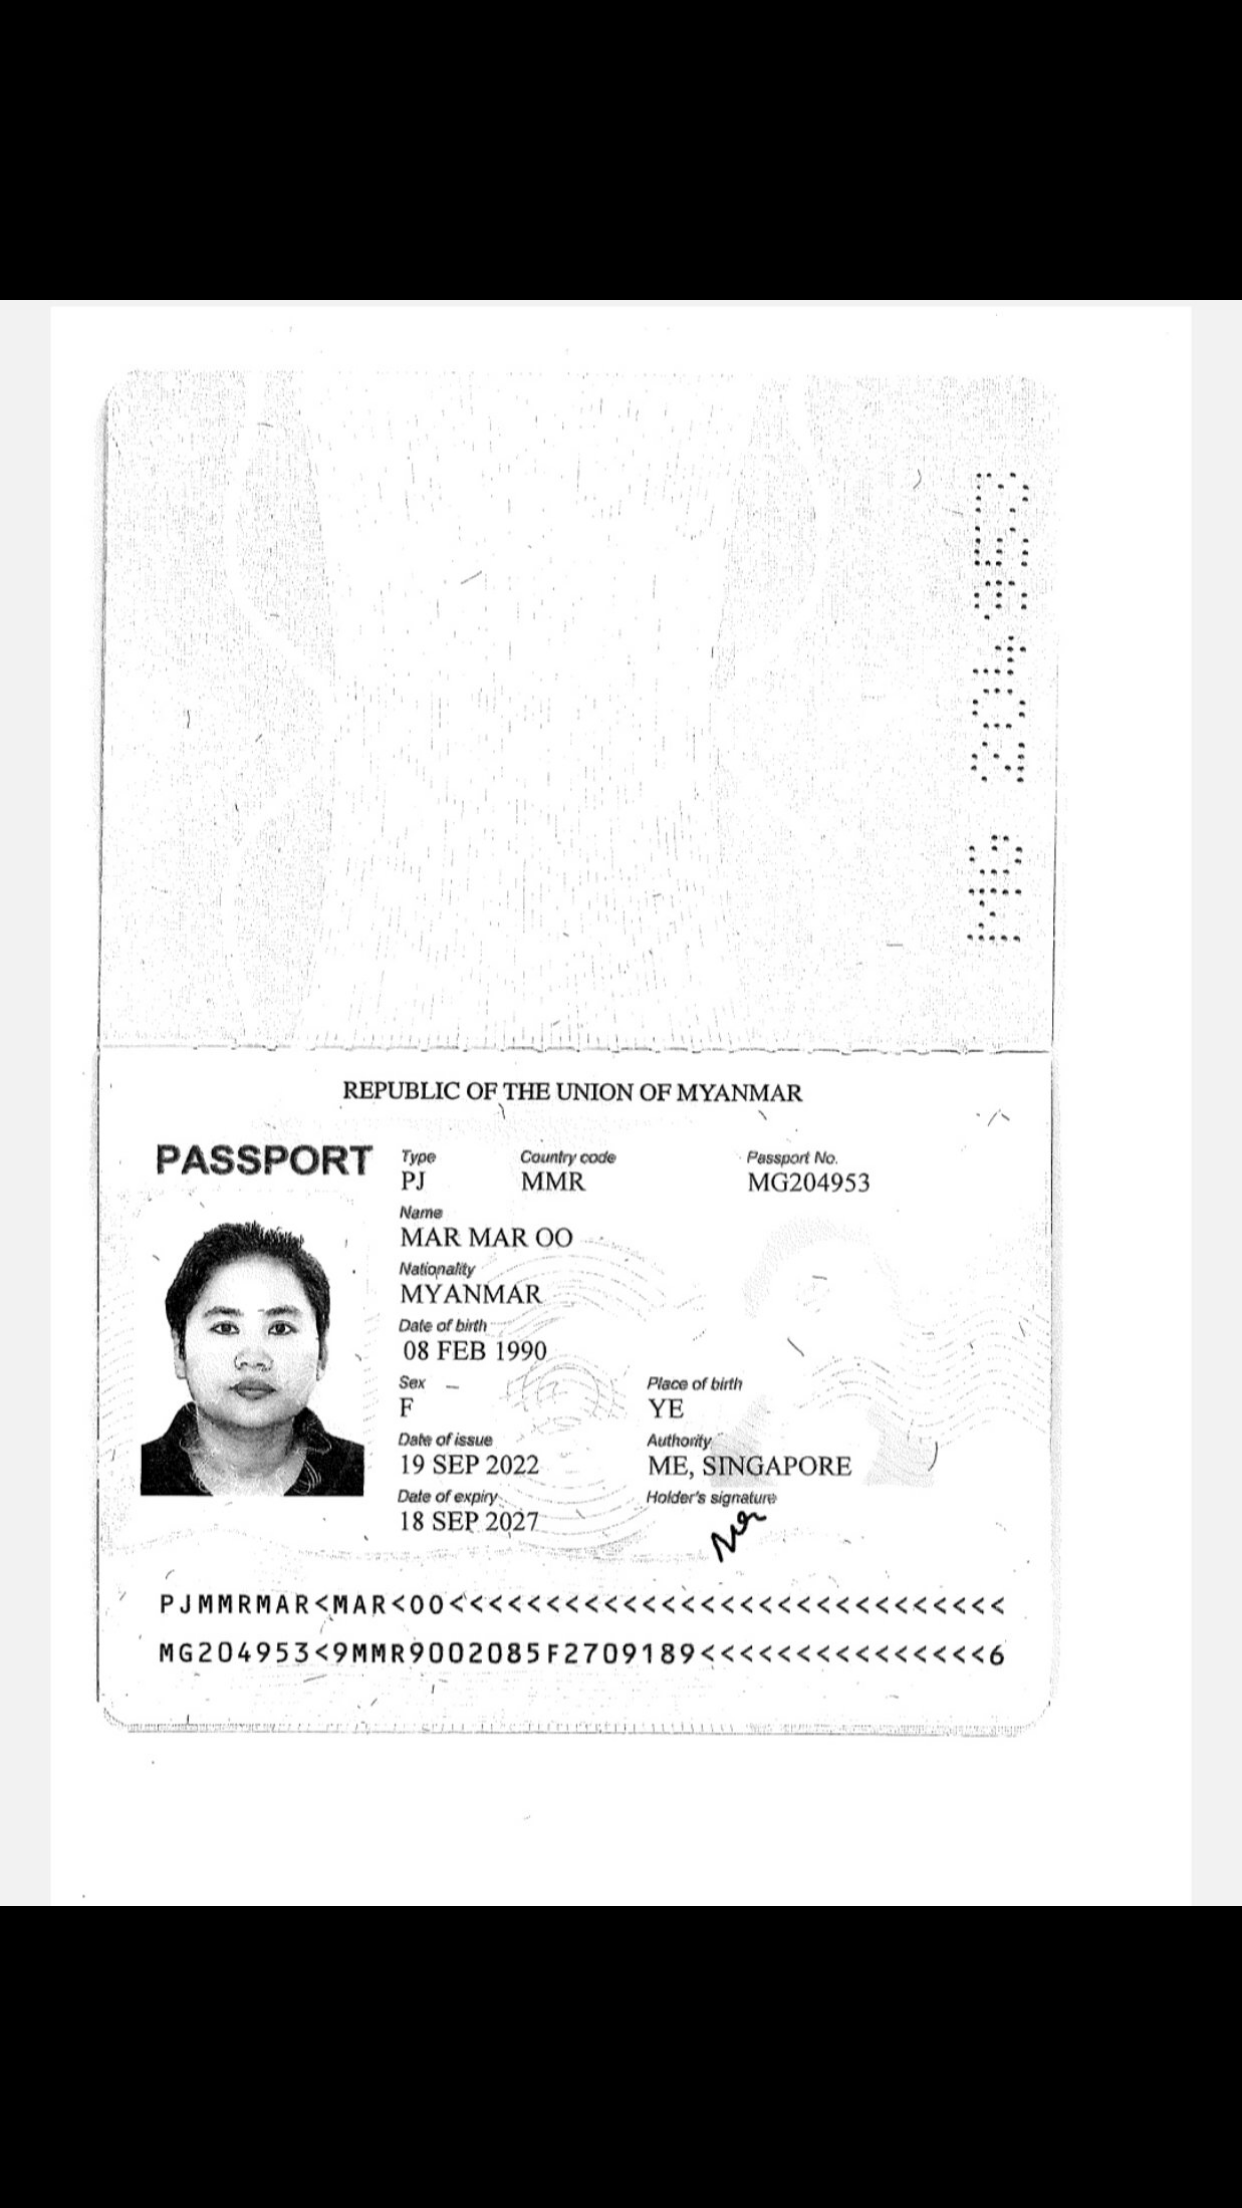 MG 204953
REPUBLIC OF THE UNION OF MYANMAR
PASSPORT
Type Country code Passport No.
PJ MMR MG204953
Name
MAR MAR OO
Nationality
MYANMAR
Date of birth
08 FEB 1990
Sex Place of birth
F YE
Date of issue Authority
19 SEP 2022 ME, SINGAPORE
Date of expiry Holder's signature
18 SEP 2027
PJMMRMAR<MAR<OO<<<<<<<<<<<<<<<<<<<<<<<<<<<<<
MG204953<9MMR9002085F2709189<<<<<<<<<<<<<<<6